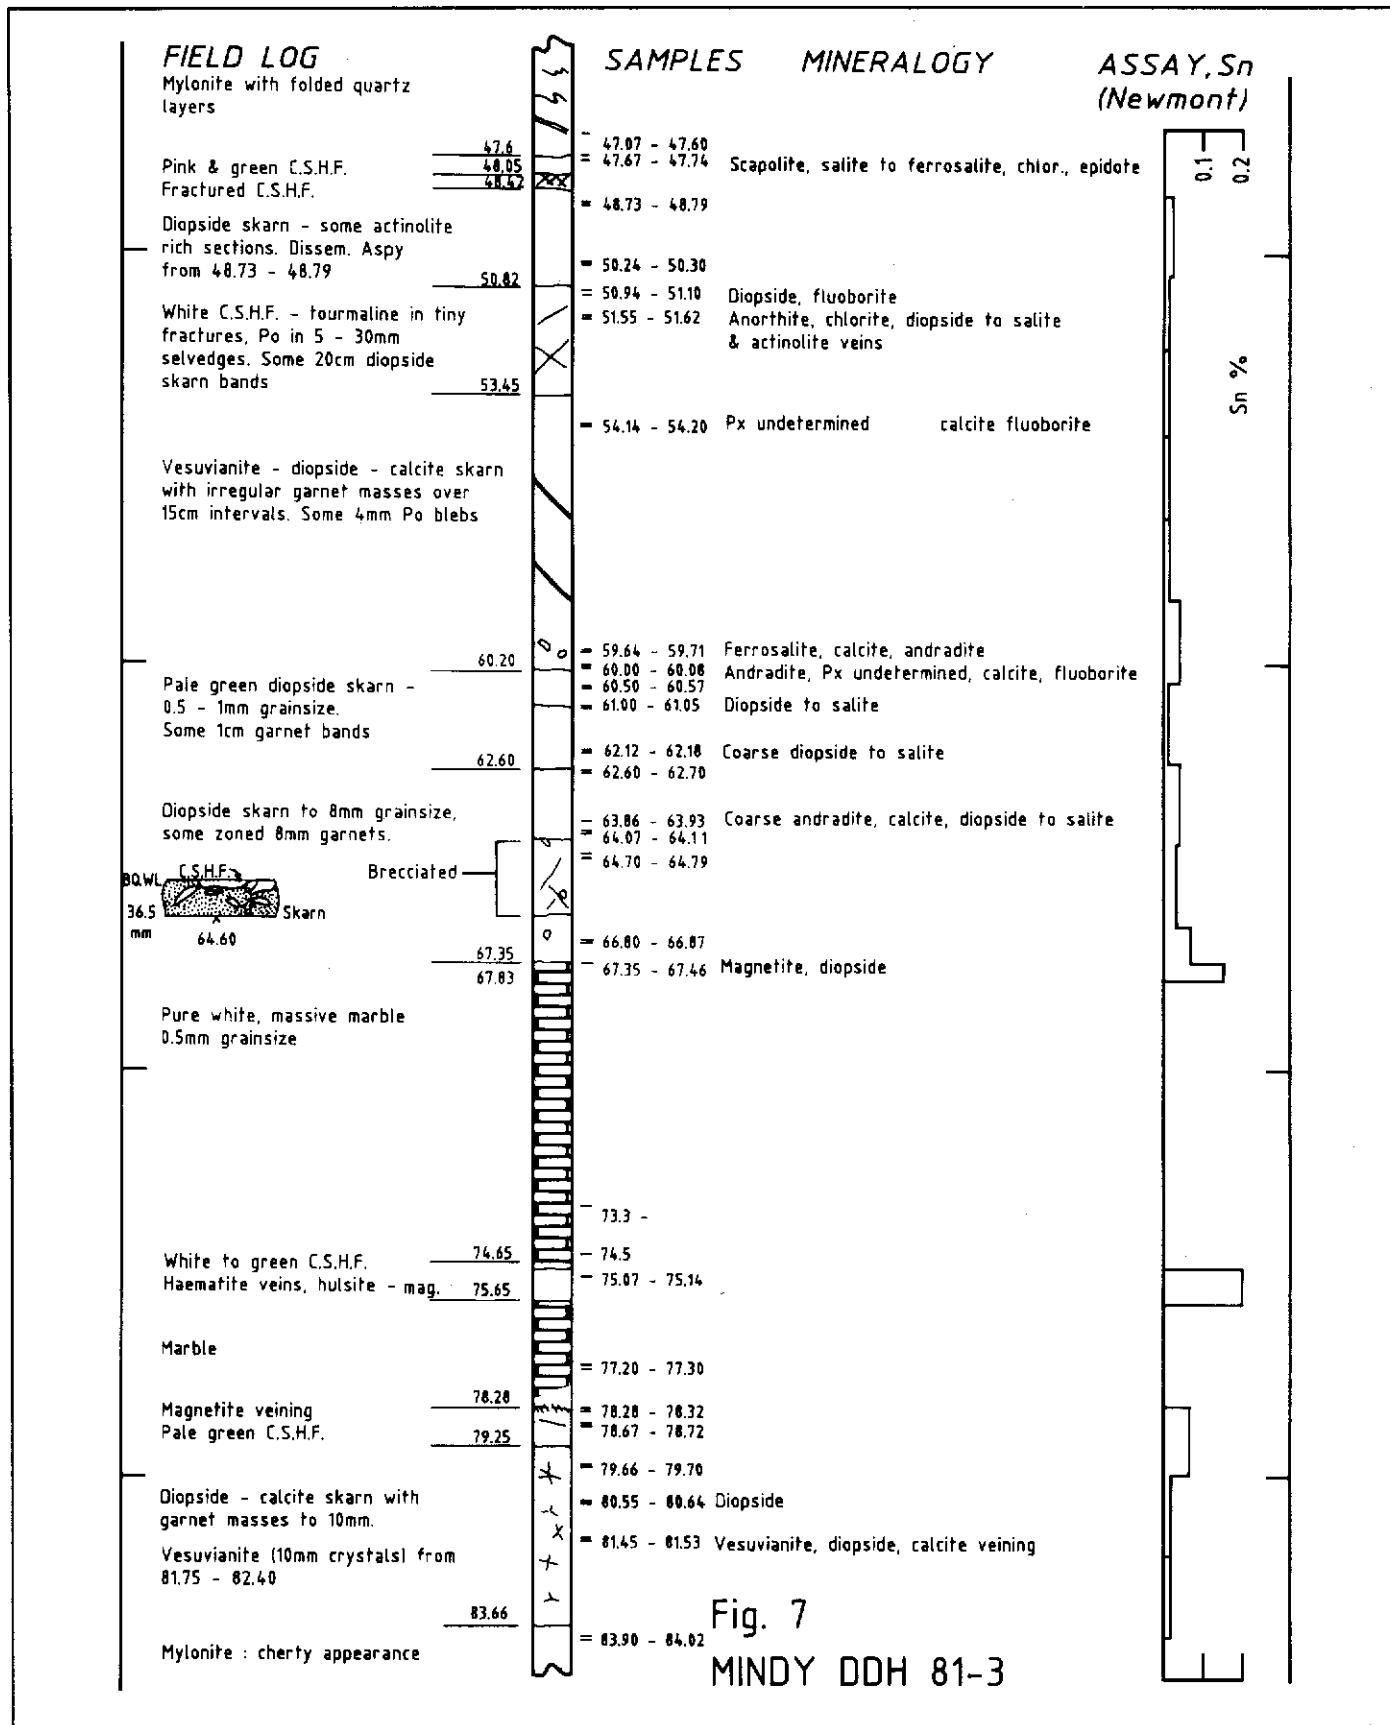 FIELD LOG
SAMPLES
MINERALOGY
ASSAY, Sn
(Newmont)
Mylonite with folded quartz
layers
47.6
48.05
48.42
Pink & green C.S.H.F.
Fractured C.S.H.F.
Diopside skarn - some actinolite
rich sections. Dissem. Aspy
from 48.73 - 48.79
50.82
White C.S.H.F. - tourmaline in tiny
fractures, Po in 5 - 30mm
selvedges. Some 20cm diopside
skarn bands
53.45
Vesuvianite - diopside - calcite skarn
with irregular garnet masses over
15cm intervals. Some 4mm Po blebs
60.20
Pale green diopside skarn -
0.5 - 1mm grainsize.
Some 1cm garnet bands
62.60
Diopside skarn to 8mm grainsize,
some zoned 8mm garnets.
Brecciated
BQ.WL
C.S.H.F.
36.5
mm
Skarn
64.60
67.35
67.83
Pure white, massive marble
0.5mm grainsize
74.65
White to green C.S.H.F.
Haematite veins, hulsite - mag.
75.65
Marble
78.28
Magnetite veining
Pale green C.S.H.F.
79.25
Diopside - calcite skarn with
garnet masses to 10mm.
Vesuvianite (10mm crystals) from
81.75 - 82.40
83.66
Mylonite : cherty appearance
47.07 - 47.60
47.67 - 47.74 Scapolite, salite to ferrosalite, chlor., epidote
48.73 - 48.79
50.24 - 50.30
50.94 - 51.10 Diopside, fluoborite
51.55 - 51.62 Anorthite, chlorite, diopside to salite
& actinolite veins
54.14 - 54.20 Px undetermined calcite fluoborite
59.64 - 59.71 Ferrosalite, calcite, andradite
60.00 - 60.08 Andradite, Px undetermined, calcite, fluoborite
60.50 - 60.57
61.00 - 61.05 Diopside to salite
62.12 - 62.18 Coarse diopside to salite
62.60 - 62.70
63.86 - 63.93 Coarse andradite, calcite, diopside to salite
64.07 - 64.11
64.70 - 64.79
66.80 - 66.87
67.35 - 67.46 Magnetite, diopside
73.3 -
74.5
75.07 - 75.14
77.20 - 77.30
78.28 - 78.32
78.67 - 78.72
79.66 - 79.70
80.55 - 80.64 Diopside
81.45 - 81.53 Vesuvianite, diopside, calcite veining
83.90 - 84.02
0.1
0.2
Sn %
Fig. 7
MINDY DDH 81-3